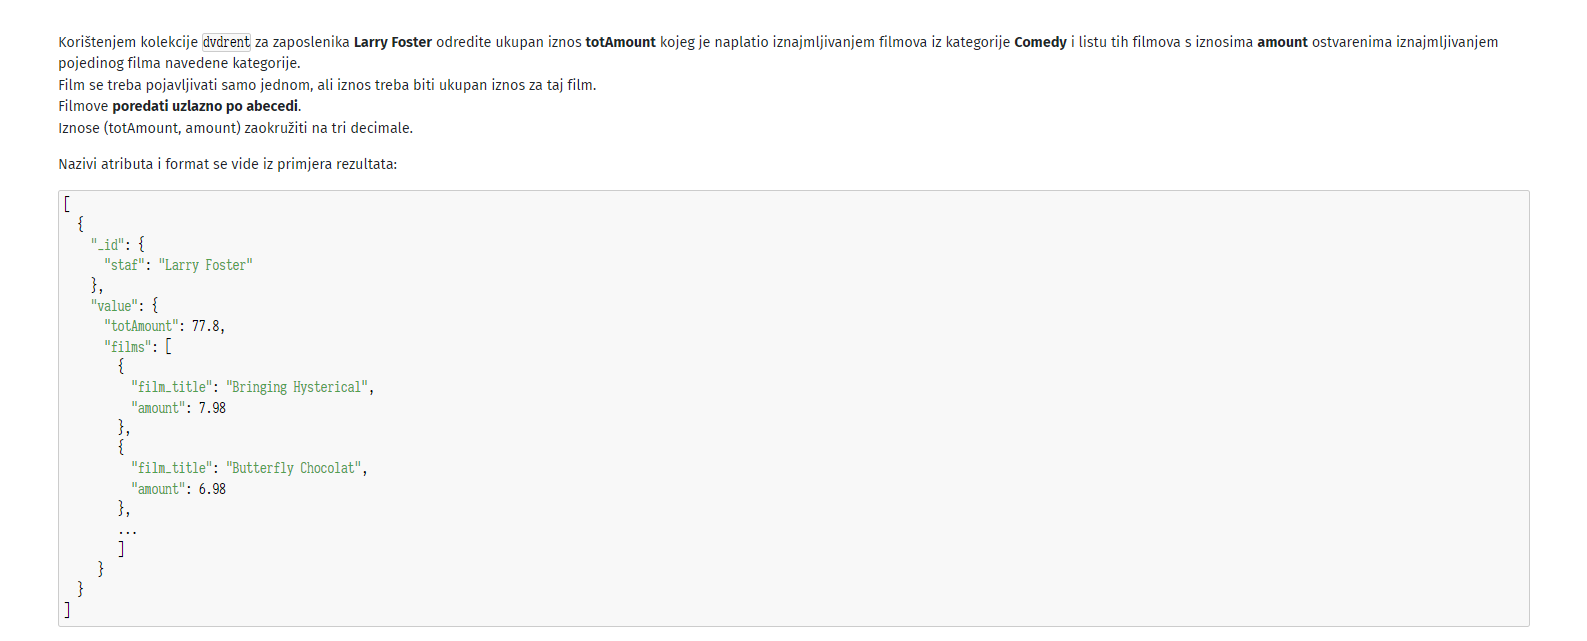 Korištenjem kolekcije dvdrent za zaposlenika Larry Foster odredite ukupan iznos totAmount kojeg je naplatio iznajmljivanjem filmova iz kategorije Comedy i listu tih filmova s iznosima amount ostvarenima iznajmljivanjem
pojedinog filma navedene kategorije.
Film se treba pojavljivati samo jednom, ali iznos treba biti ukupan iznos za taj film.
Filmove poredati uzlazno po abecedi.
Iznose (totAmount, amount) zaokružiti na tri decimale.
Nazivi atributa i format se vide iz primjera rezultata:
[
  {
    "_id": {
      "staf": "Larry Foster"
    },
    "value": {
      "totAmount": 77.8,
      "films": [
        {
          "film_title": "Bringing Hysterical",
          "amount": 7.98
        },
        {
          "film_title": "Butterfly Chocolat",
          "amount": 6.98
        },
        ...
        ]
     }
  }
]